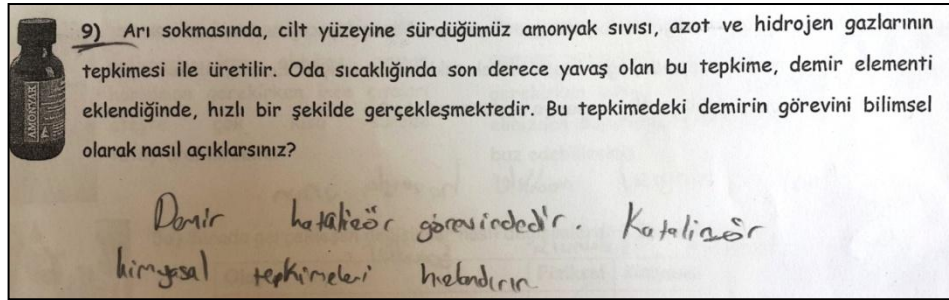 AMONYAK
9) Arı sokmasında, cilt yüzeyine sürdüğümüz amonyak sıvısı, azot ve hidrojen gazlarının
tepkimesi ile üretilir. Oda sıcaklığında son derece yavaş olan bu tepkime, demir elementi
eklendiğinde, hızlı bir şekilde gerçekleşmektedir. Bu tepkimedeki demirin görevini bilimsel
olarak nasıl açıklarsınız?
Demir katalizör görevindedir. Katalizör
kimyasal tepkimeleri hızlandırır